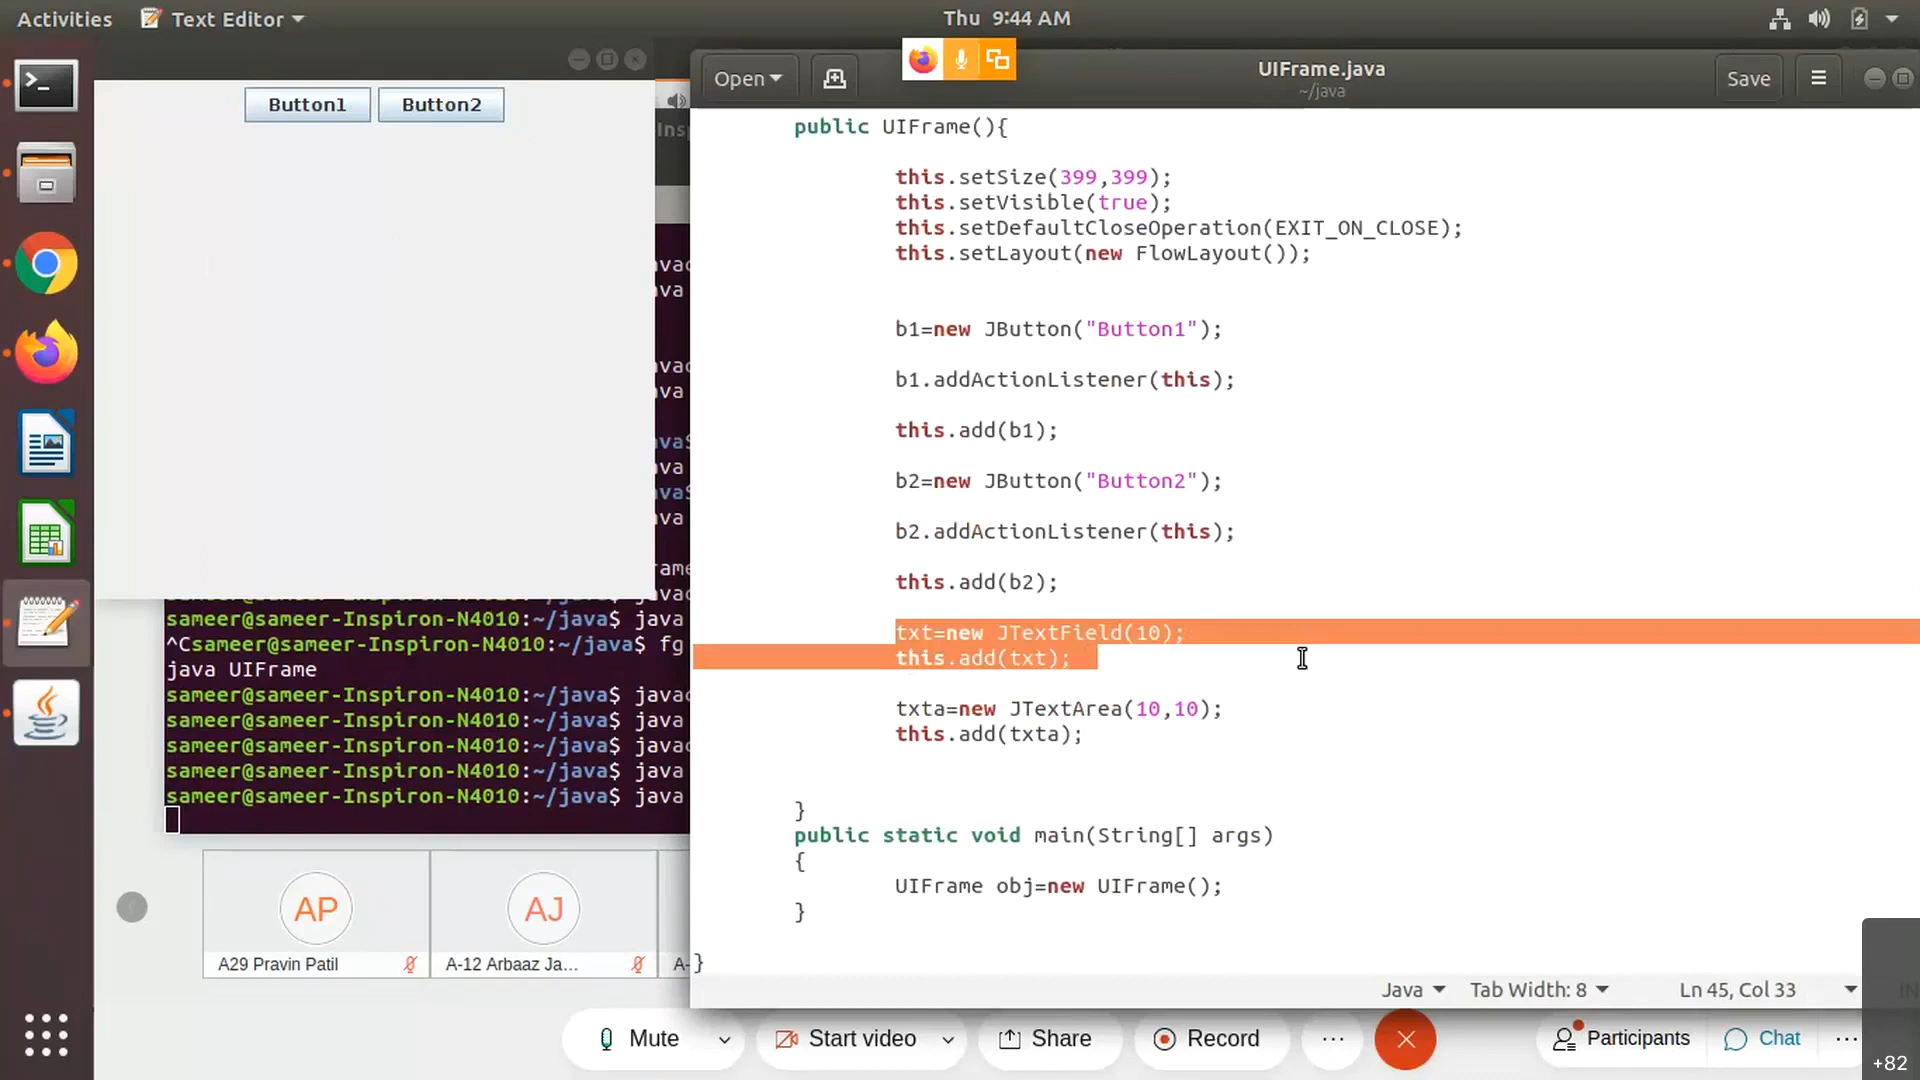 Activities
Text Editor
Thu 9:44 AM
Button1
Button2
Open
UIFrame.java
~/java
Save
public UIFrame(){
this.setSize(399,399);
this.setVisible(true);
this.setDefaultCloseOperation(EXIT_ON_CLOSE);
this.setLayout(new FlowLayout());
b1=new JButton("Button1");
b1.addActionListener(this);
this.add(b1);
b2=new JButton("Button2");
b2.addActionListener(this);
this.add(b2);
txt=new JTextField(10);
this.add(txt);
txta=new JTextArea(10,10);
this.add(txta);
}
public static void main(String[] args)
{
UIFrame obj=new UIFrame();
}
}
Java
Tab Width: 8
Ln 45, Col 33
sameer@sameer-Inspiron-N4010:~/java$ java
^Csameer@sameer-Inspiron-N4010:~/java$ fg
java UIFrame
sameer@sameer-Inspiron-N4010:~/java$ javac
sameer@sameer-Inspiron-N4010:~/java$ java
sameer@sameer-Inspiron-N4010:~/java$ javac
sameer@sameer-Inspiron-N4010:~/java$ java
sameer@sameer-Inspiron-N4010:~/java$ java
AP
A29 Pravin Patil
AJ
A-12 Arbaaz Ja...
A-
Mute
Start video
Share
Record
Participants
Chat
+82